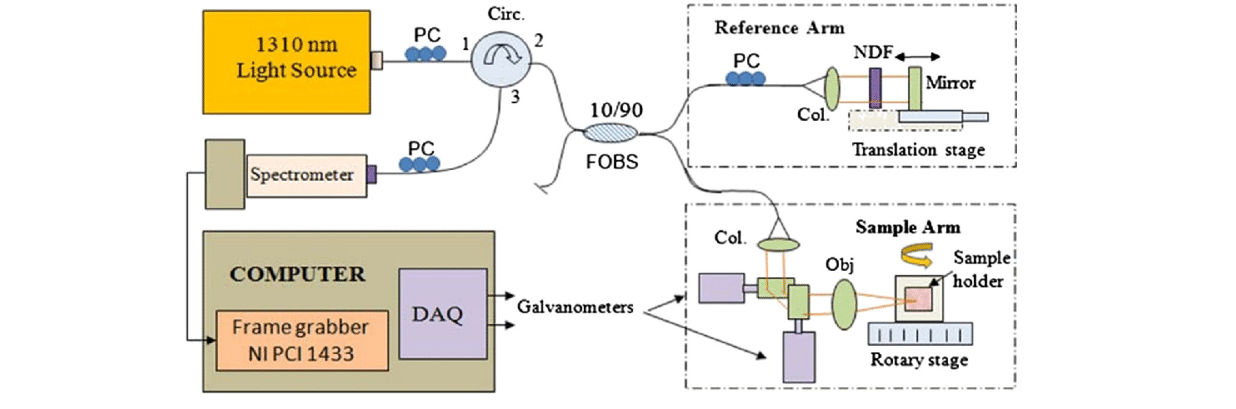 1310 nm
Light Source
PC
Circ.
1
2
3
PC
Spectrometer
10/90
FOBS
Reference Arm
PC
NDF
Mirror
Col.
Translation stage
COMPUTER
Frame grabber
NI PCI 1433
DAQ
Galvanometers
Sample Arm
Col.
Obj
Sample
holder
Rotary stage